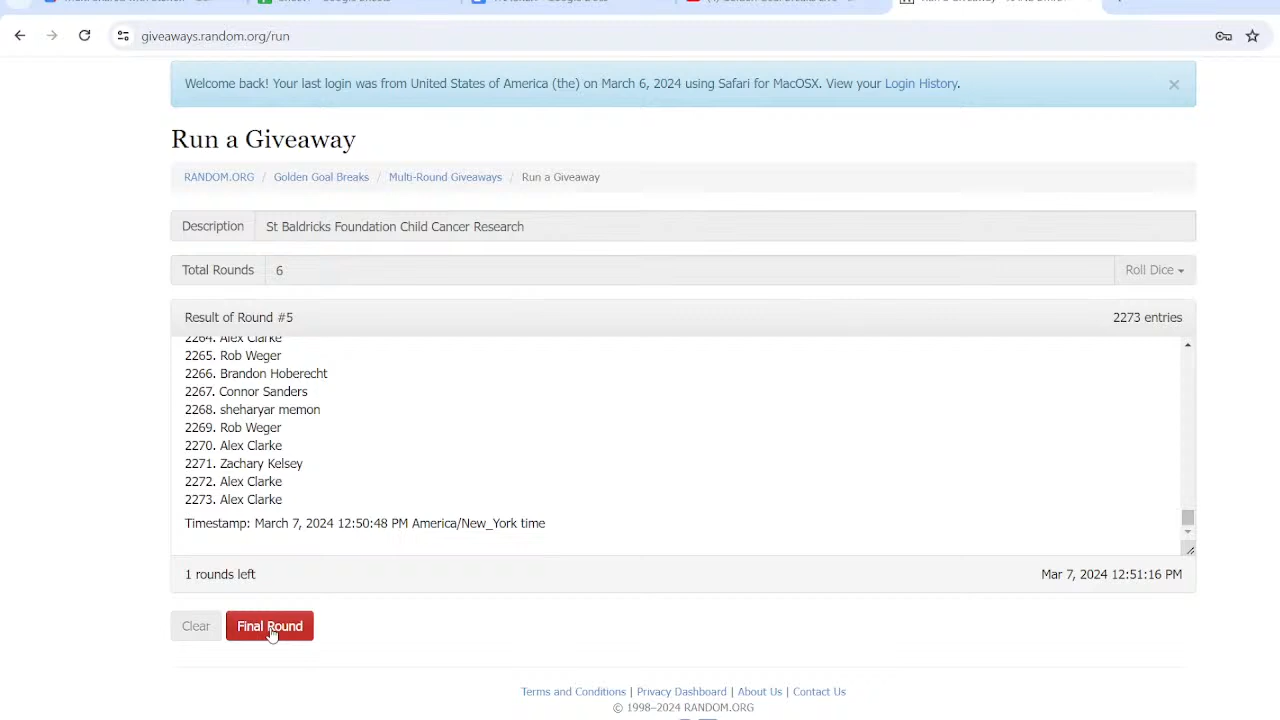 giveaways.random.org/run
Welcome back! Your last login was from United States of America (the) on March 6, 2024 using Safari for MacOSX. View your Login History.
Run a Giveaway
RANDOM.ORG / Golden Goal Breaks / Multi-Round Giveaways / Run a Giveaway
Description St Baldricks Foundation Child Cancer Research
Total Rounds 6 Roll Dice
Result of Round #5 2273 entries
2264. Alex Clarke
2265. Rob Weger
2266. Brandon Hoberecht
2267. Connor Sanders
2268. sheharyar memon
2269. Rob Weger
2270. Alex Clarke
2271. Zachary Kelsey
2272. Alex Clarke
2273. Alex Clarke
Timestamp: March 7, 2024 12:50:48 PM America/New_York time
1 rounds left Mar 7, 2024 12:51:16 PM
Clear Final Round
Terms and Conditions | Privacy Dashboard | About Us | Contact Us
© 1998–2024 RANDOM.ORG